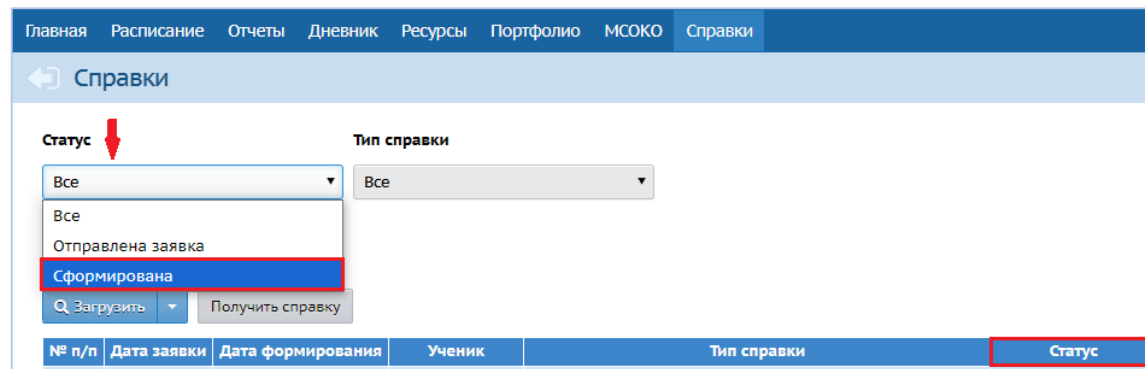 Главная Расписание Отчеты Дневник Ресурсы Портфолио МСОКО Справки
Справки
Статус Тип справки
Все Все
Все
Отправлена заявка
Сформирована
Загрузить Получить справку
№ п/п Дата заявки Дата формирования Ученик Тип справки Статус